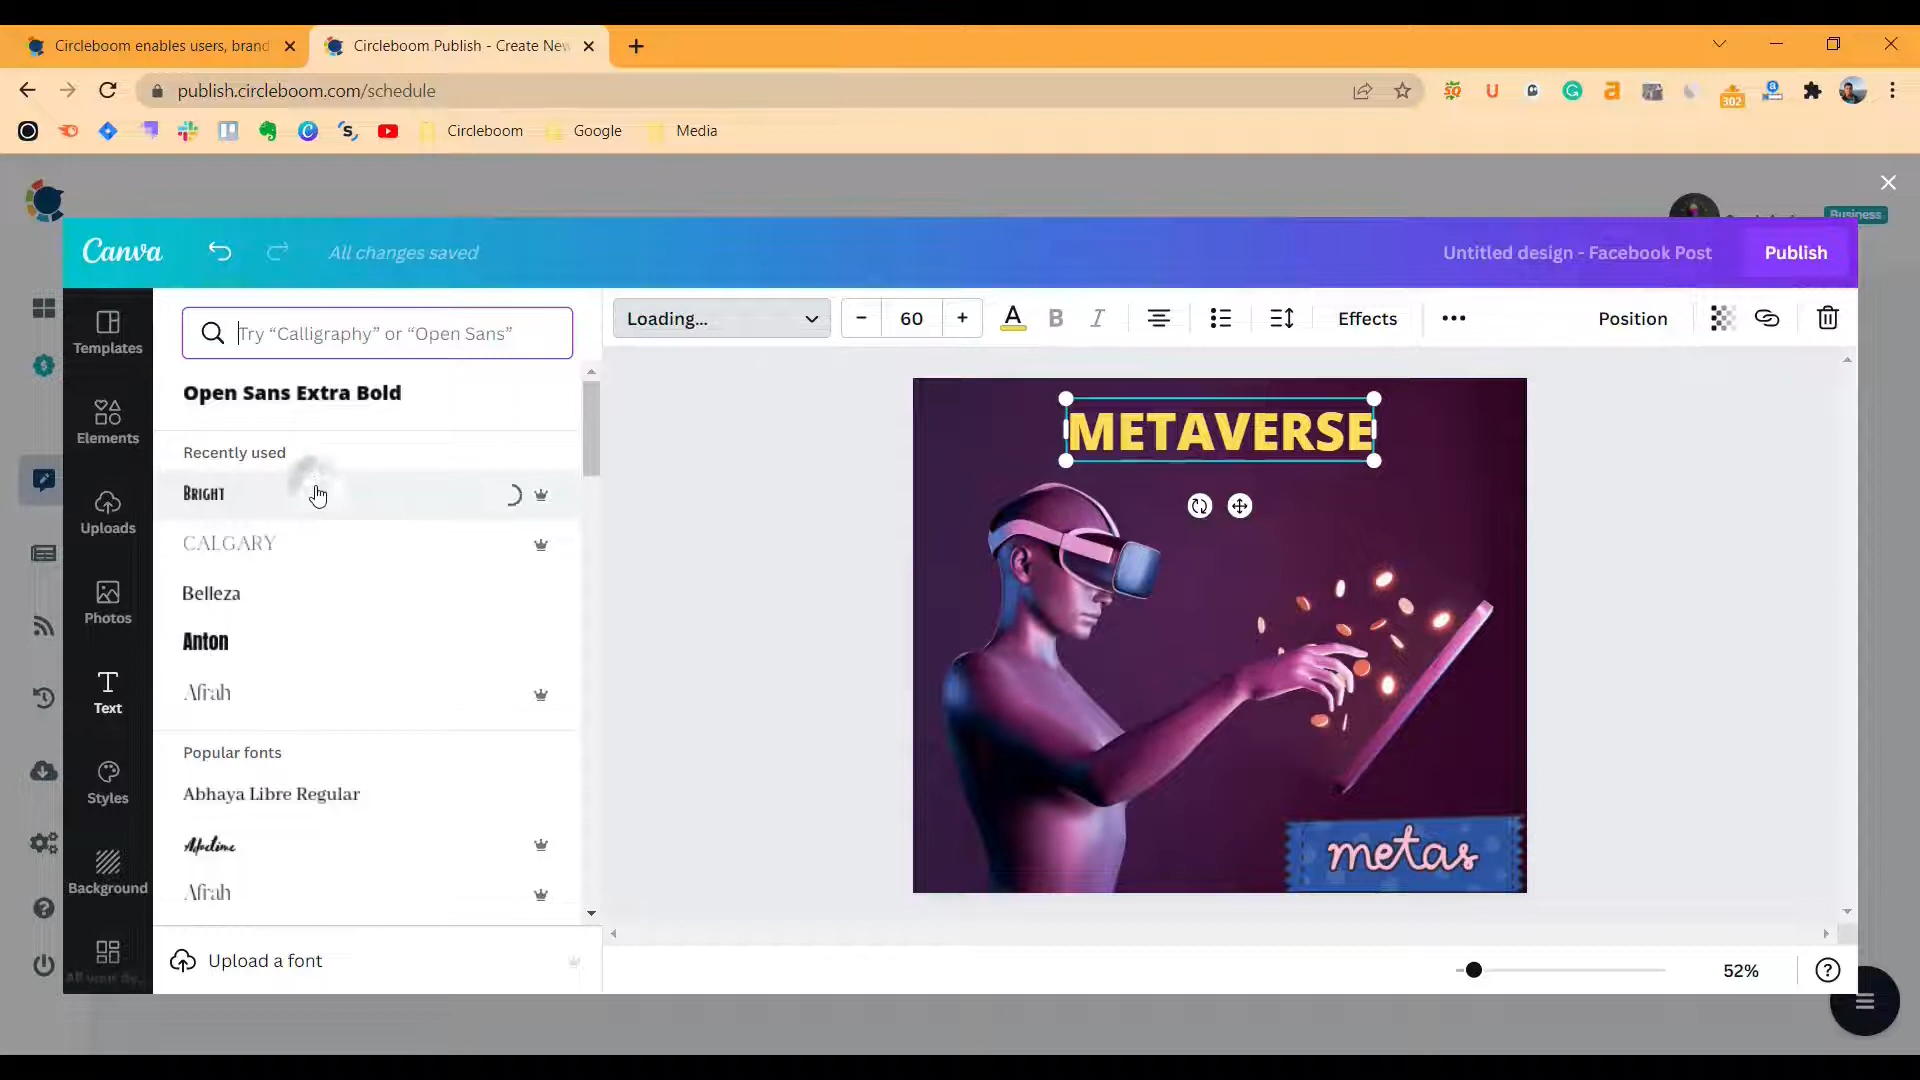 Circleboom enables users, brand
Circleboom Publish - Create New
publish.circleboom.com/schedule
302
Circleboom
Google
Media
Business
Canva
All changes saved
Untitled design - Facebook Post
Publish
Templates
Elements
Uploads
Photos
Text
Styles
Background
Try “Calligraphy” or “Open Sans”
Open Sans Extra Bold
Recently used
BRIGHT
CALGARY
Belleza
Anton
Afrah
Popular fonts
Abhaya Libre Regular
Afrah
Upload a font
Loading...
60
Effects
Position
METAVERSE
metas
52%